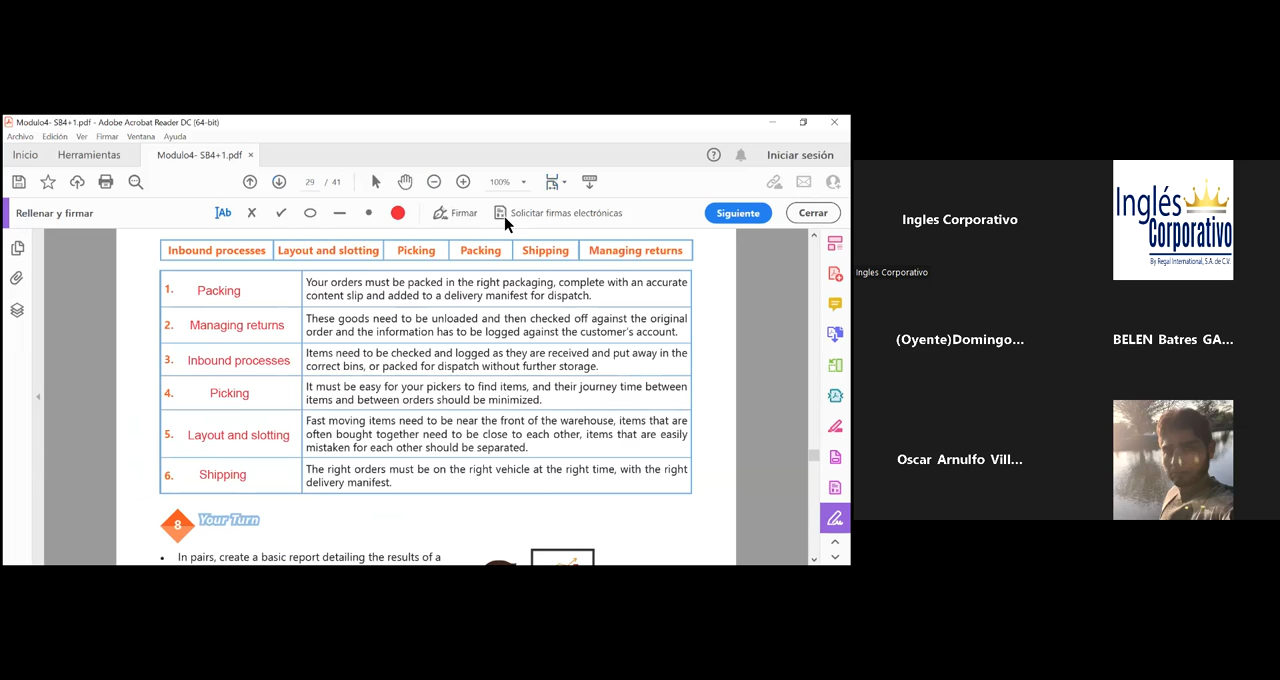 Modulo4- SB4+1.pdf - Adobe Acrobat Reader DC (64-bit)
Archivo Edición Ver Firmar Ventana Ayuda
Inicio Herramientas Modulo4- SB4+1.pdf × Iniciar sesión
29 / 41 100%
Rellenar y firmar Ab Firmar Solicitar firmas electrónicas Siguiente Cerrar
Inbound processes Layout and slotting Picking Packing Shipping Managing returns
1. Packing
Your orders must be packed in the right packaging, complete with an accurate
content slip and added to a delivery manifest for dispatch.
2. Managing returns
These goods need to be unloaded and then checked off against the original
order and the information has to be logged against the customer's account.
3. Inbound processes
Items need to be checked and logged as they are received and put away in the
correct bins, or packed for dispatch without further storage.
4. Picking
It must be easy for your pickers to find items, and their journey time between
items and between orders should be minimized.
5. Layout and slotting
Fast moving items need to be near the front of the warehouse, items that are
often bought together need to be close to each other, items that are easily
mistaken for each other should be separated.
6. Shipping
The right orders must be on the right vehicle at the right time, with the right
delivery manifest.
8 Your Turn
• In pairs, create a basic report detailing the results of a
Ingles Corporativo
Ingles Corporativo
Inglés
Corporativo
By Regal International, S.A. de C.V.
(Oyente)Domingo...
BELEN Batres GA...
Oscar Arnulfo Vill...